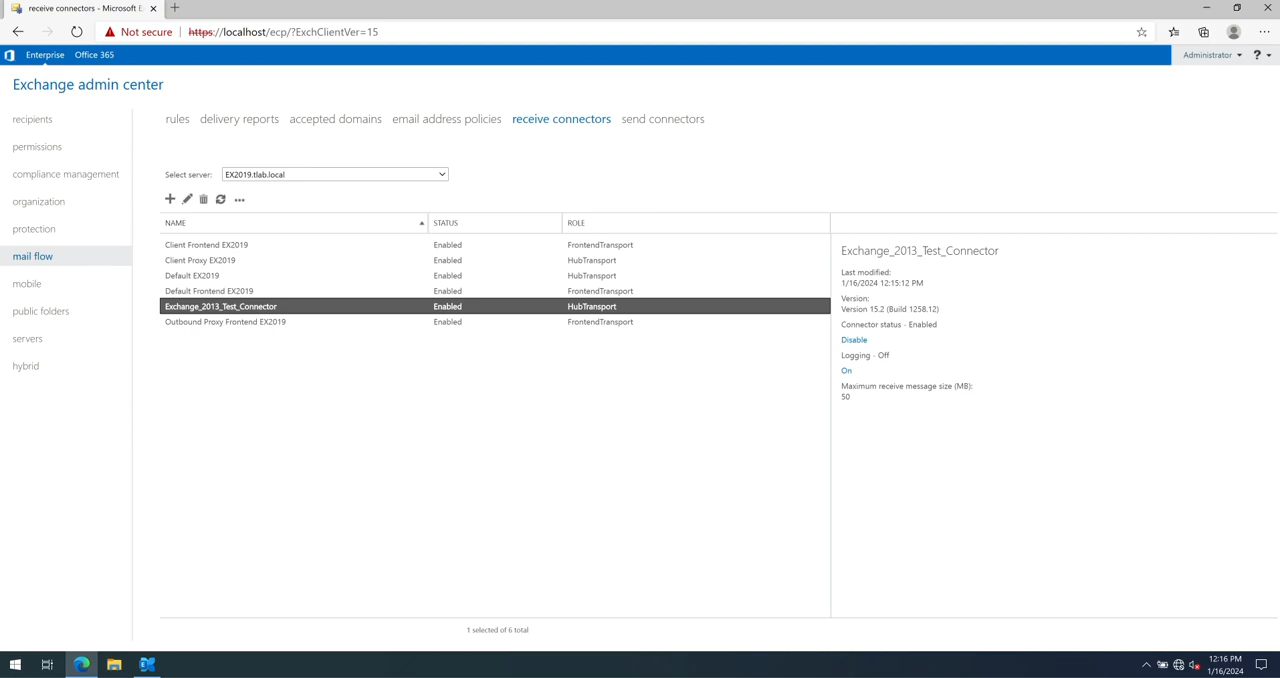 receive connectors - Microsoft E
Not secure
https://localhost/ecp/?ExchClientVer=15
Enterprise Office 365
Administrator
?
Exchange admin center
recipients
permissions
compliance management
organization
protection
mail flow
mobile
public folders
servers
hybrid
rules delivery reports accepted domains email address policies receive connectors send connectors
Select server: EX2019.tlab.local
NAME STATUS ROLE
Client Frontend EX2019 Enabled FrontendTransport
Client Proxy EX2019 Enabled HubTransport
Default EX2019 Enabled HubTransport
Default Frontend EX2019 Enabled FrontendTransport
Exchange_2013_Test_Connector Enabled HubTransport
Outbound Proxy Frontend EX2019 Enabled FrontendTransport
1 selected of 6 total
Exchange_2013_Test_Connector
Last modified:
1/16/2024 12:15:12 PM
Version:
Version 15.2 (Build 1258.12)
Connector status - Enabled
Disable
Logging - Off
On
Maximum receive message size (MB):
50
12:16 PM
1/16/2024